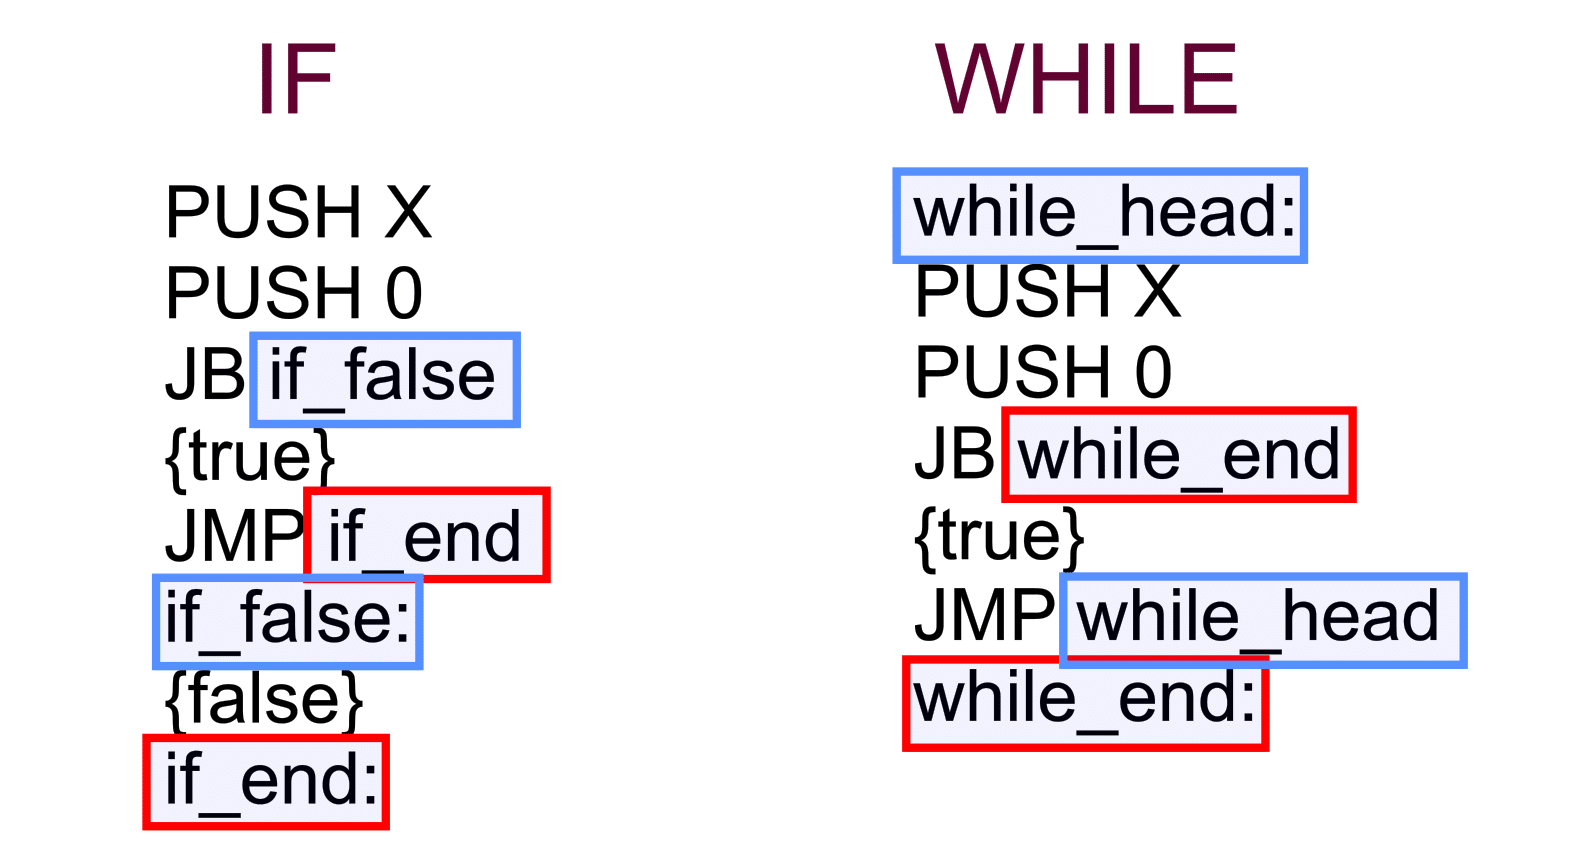 IF
PUSH X
PUSH 0
JB if_false
{true}
JMP if_end
if_false:
{false}
if_end:
WHILE
while_head:
PUSH X
PUSH 0
JB while_end
{true}
JMP while_head
while_end: